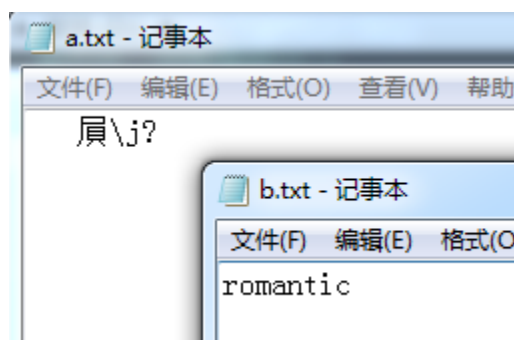 a.txt - 记事本
文件(F) 编辑(E) 格式(O) 查看(V) 帮助
屓\j?
b.txt - 记事本
文件(F) 编辑(E) 格式(O
romantic